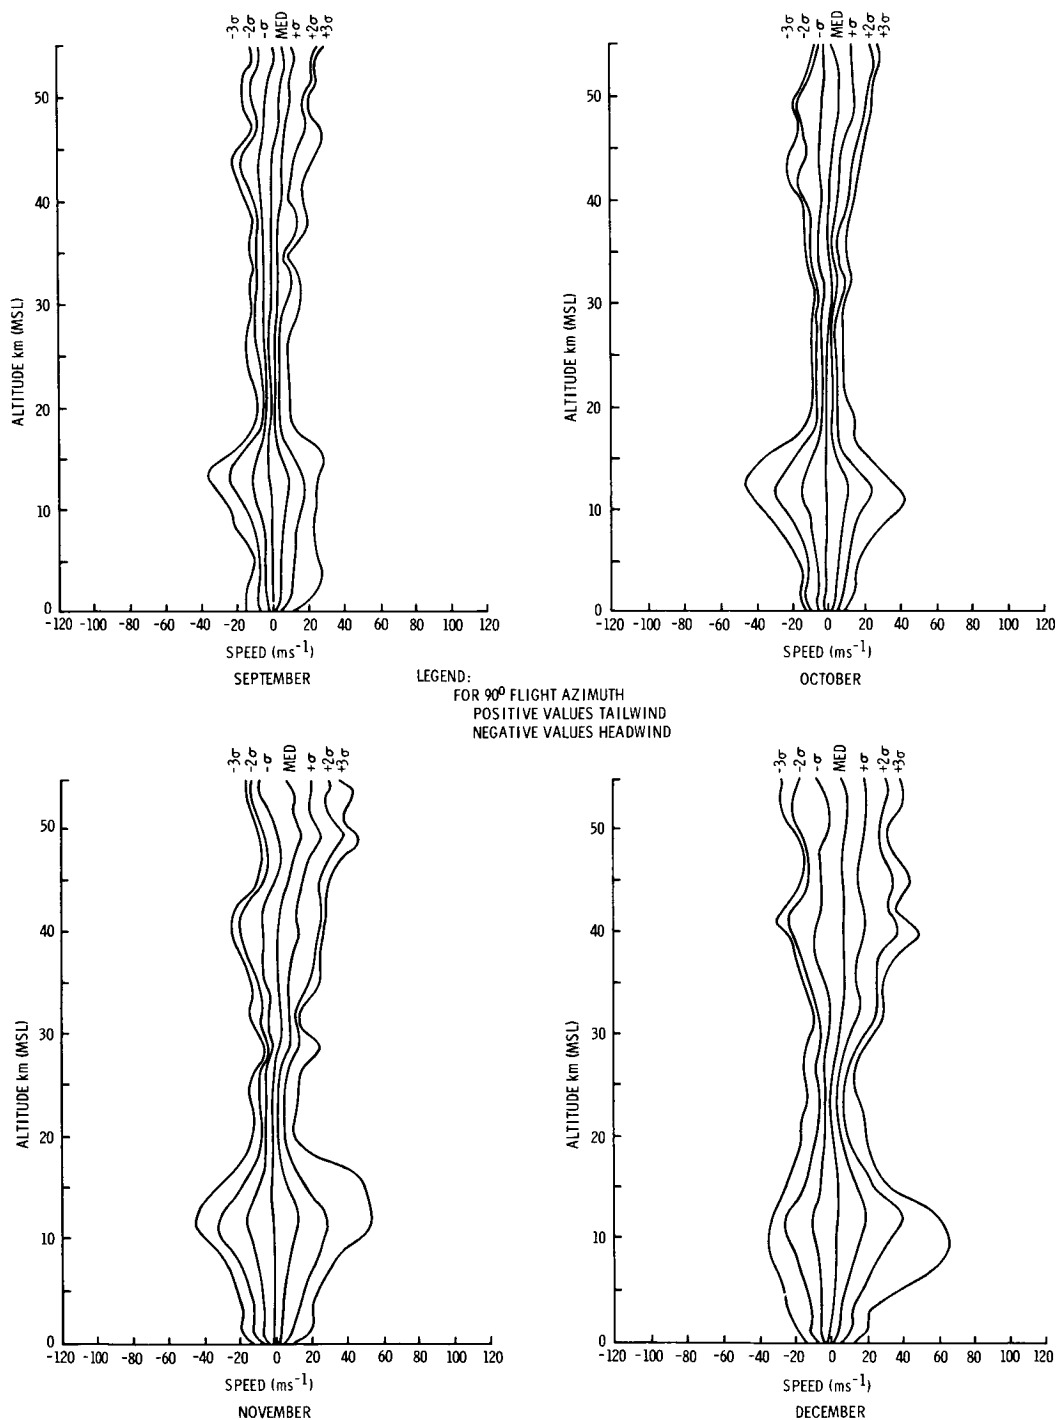 -3σ -2σ -σ MED +σ +2σ +3σ
50
40
30
20
10
0
ALTITUDE km (MSL)
-120 -100 -80 -60 -40 -20 0 20 40 60 80 100 120
SPEED (ms-1)
SEPTEMBER
-3σ -2σ -σ MED +σ +2σ +3σ
50
40
30
20
10
0
ALTITUDE km (MSL)
-120 -100 -80 -60 -40 -20 0 20 40 60 80 100 120
SPEED (ms-1)
OCTOBER
LEGEND:
FOR 90⁰ FLIGHT AZIMUTH
POSITIVE VALUES TAILWIND
NEGATIVE VALUES HEADWIND
-3σ -2σ -σ MED +σ +2σ +3σ
50
40
30
20
10
0
ALTITUDE km (MSL)
-120 -100 -80 -60 -40 -20 0 20 40 60 80 100 120
SPEED (ms-1)
NOVEMBER
-3σ -2σ -σ MED +σ +2σ +3σ
50
40
30
20
10
0
ALTITUDE km (MSL)
-120 -100 -80 -60 -40 -20 0 20 40 60 80 100 120
SPEED (ms-1)
DECEMBER